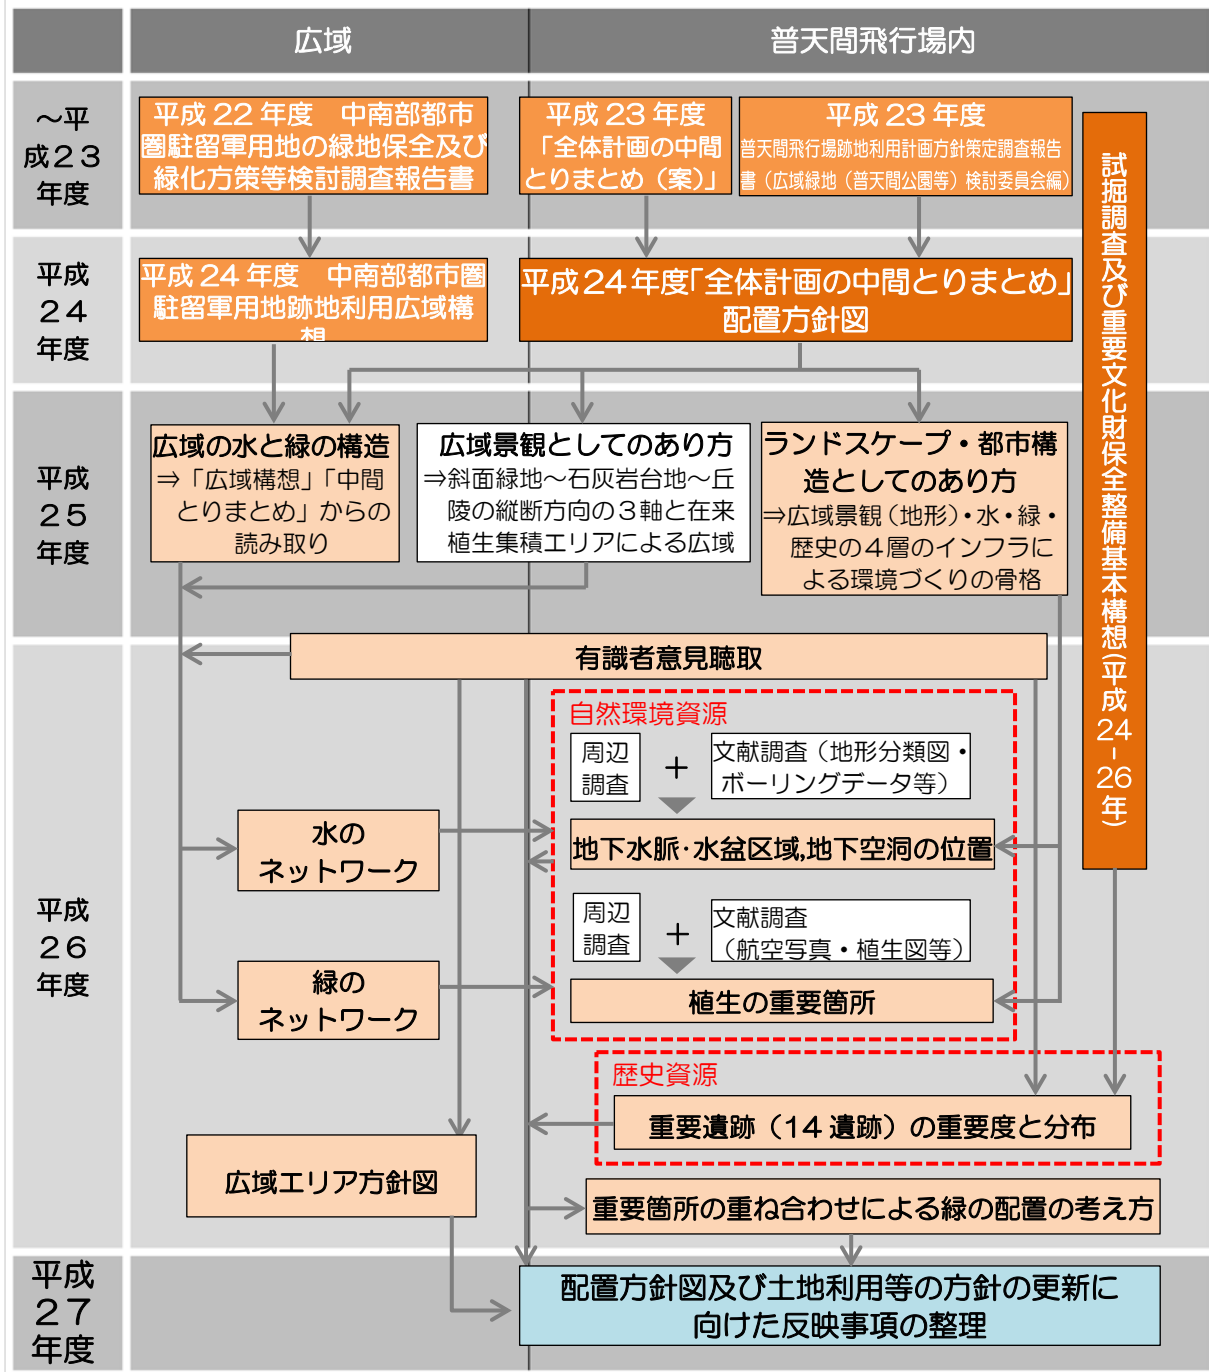 広域
普天間飛行場内
～平
成23
年度
平成 22 年度　中南部都市
圏駐留軍用地の緑地保全及び
緑化方策等検討調査報告書
平成 23 年度
「全体計画の中間
とりまとめ（案）」
平成 23 年度
普天間飛行場跡地利用計画方針策定調査報告
書（広域緑地（普天間公園等）検討委員会編）
試掘調査及び重要文化財保全整備基本構想（平成24-26年）
平成
24
年度
平成 24 年度　中南部都市圏
駐留軍用地跡地利用広域構
想
平成24年度「全体計画の中間とりまとめ」
配置方針図
平成
25
年度
広域の水と緑の構造
⇒「広域構想」「中間
とりまとめ」からの
読み取り
広域景観としてのあり方
⇒斜面緑地～石灰岩台地～丘
陵の縦断方向の３軸と在来
植生集積エリアによる広域
ランドスケープ・都市構
造としてのあり方
⇒広域景観（地形）・水・緑・
歴史の４層のインフラに
よる環境づくりの骨格
平成
26
年度
有識者意見聴取
自然環境資源
周辺
調査
＋
文献調査（地形分類図・
ボーリングデータ等）
水の
ネットワーク
地下水脈・水盆区域,地下空洞の位置
周辺
調査
＋
文献調査
（航空写真・植生図等）
緑の
ネットワーク
植生の重要箇所
歴史資源
重要遺跡（14 遺跡）の重要度と分布
広域エリア方針図
重要箇所の重ね合わせによる緑の配置の考え方
平成
27
年度
配置方針図及び土地利用等の方針の更新に
向けた反映事項の整理